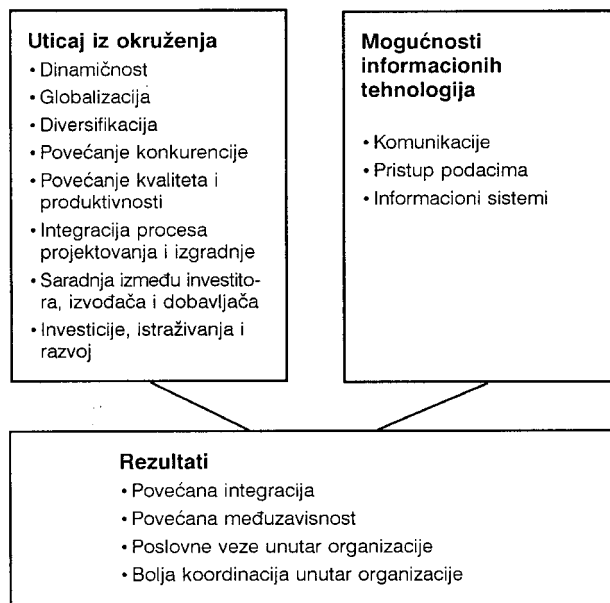 Uticaj iz okruženja
• Dinamičnost
• Globalizacija
• Diversifikacija
• Povećanje konkurencije
• Povećanje kvaliteta i
produktivnosti
• Integracija procesa
projektovanja i izgradnje
• Saradnja između investito-
ra, izvođača i dobavljača
• Investicije, istraživanja i
razvoj
Mogućnosti
informacionih
tehnologija
• Komunikacije
• Pristup podacima
• Informacioni sistemi
Rezultati
• Povećana integracija
• Povećana međuzavisnost
• Poslovne veze unutar organizacije
• Bolja koordinacija unutar organizacije